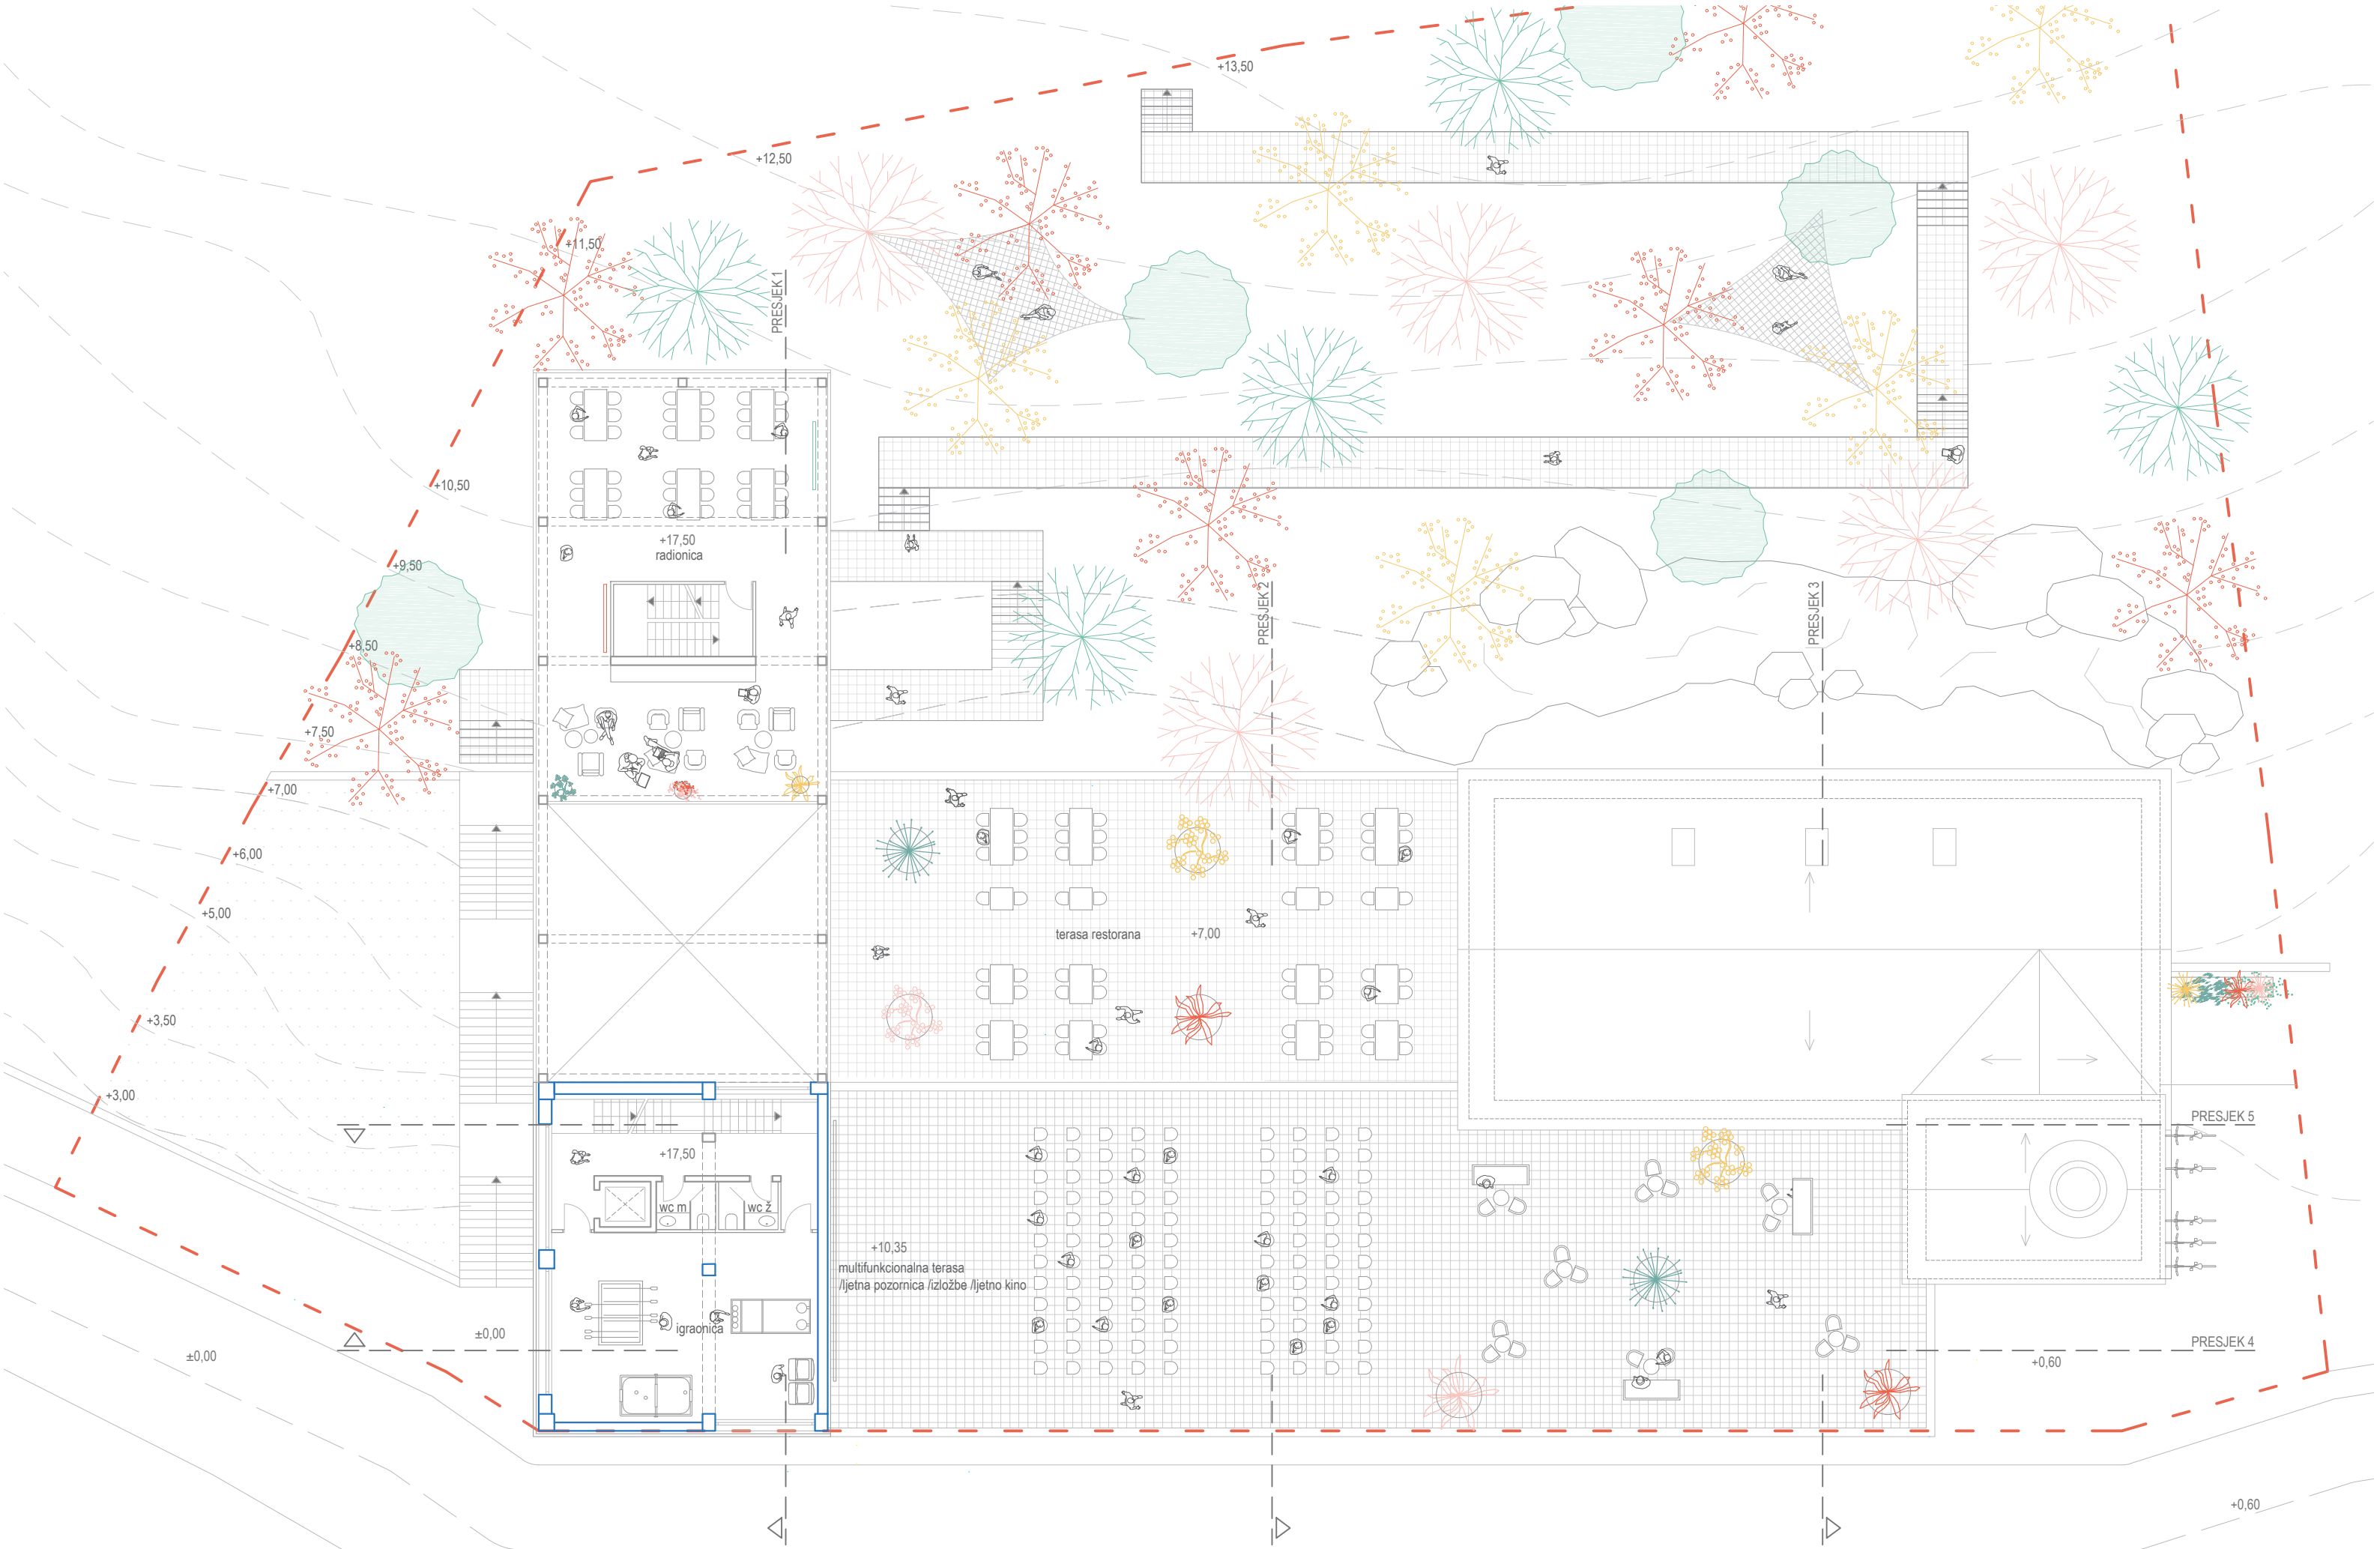 +13,50
+12,50
+11,50
PRESJEK 1
+10,50
+17,50
radionica
+9,50
PRESJEK 2
PRESJEK 3
+8,50
+7,50
+7,00
+6,00
+5,00
terasa restorana +7,00
+3,50
+3,00
PRESJEK 5
+17,50
wc m
wc ž
+10,35
multifunkcionalna terasa
/ljetna pozornica /izložbe /ljetno kino
igraonica
±0,00
±0,00
PRESJEK 4
+0,60
+0,60